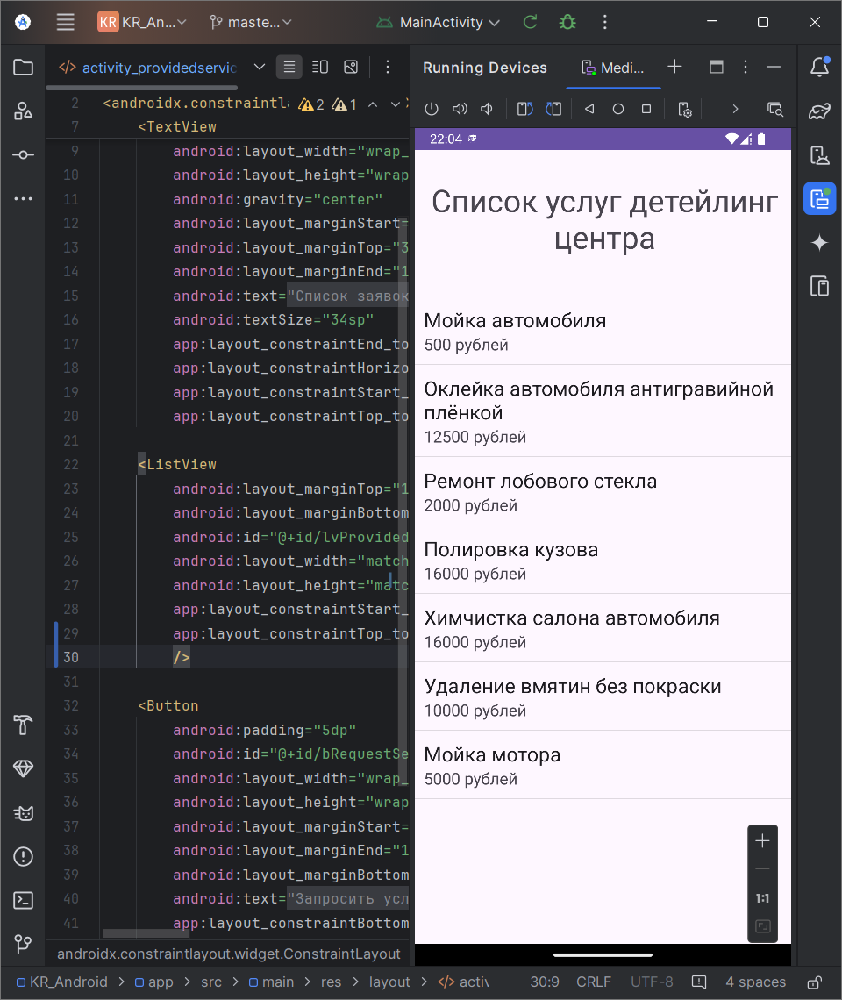 KR KR_An... maste... MainActivity
activity_providedservic Running Devices Medi...
2 <androidx.constraintla 2 1
7 <TextView
9 android:layout_width="wrap_
10 android:layout_height="wrap
11 android:gravity="center"
12 android:layout_marginStart=
13 android:layout_marginTop="3
14 android:layout_marginEnd="1
15 android:text="Список заявок
16 android:textSize="34sp"
17 app:layout_constraintEnd_to
18 app:layout_constraintHorizo
19 app:layout_constraintStart_
20 app:layout_constraintTop_to
21
22 <ListView
23 android:layout_marginTop="1
24 android:layout_marginBottom
25 android:id="@+id/lvProvided
26 android:layout_width="match
27 android:layout_height="matc
28 app:layout_constraintStart_
29 app:layout_constraintTop_to
30 />
31
32 <Button
33 android:padding="5dp"
34 android:id="@+id/bRequestSe
35 android:layout_width="wrap_
36 android:layout_height="wrap
37 android:layout_marginStart=
38 android:layout_marginEnd="1
39 android:layout_marginBottom
40 android:text="Запросить усл
41 app:layout_constraintBottom
androidx.constraintlayout.widget.ConstraintLayout
22:04
Список услуг детейлинг
центра
Мойка автомобиля
500 рублей
Оклейка автомобиля антигравийной
плёнкой
12500 рублей
Ремонт лобового стекла
2000 рублей
Полировка кузова
16000 рублей
Химчистка салона автомобиля
16000 рублей
Удаление вмятин без покраски
10000 рублей
Мойка мотора
5000 рублей
1:1
KR_Android > app > src > main > res > layout > </> activ 30:9 CRLF UTF-8 4 spaces